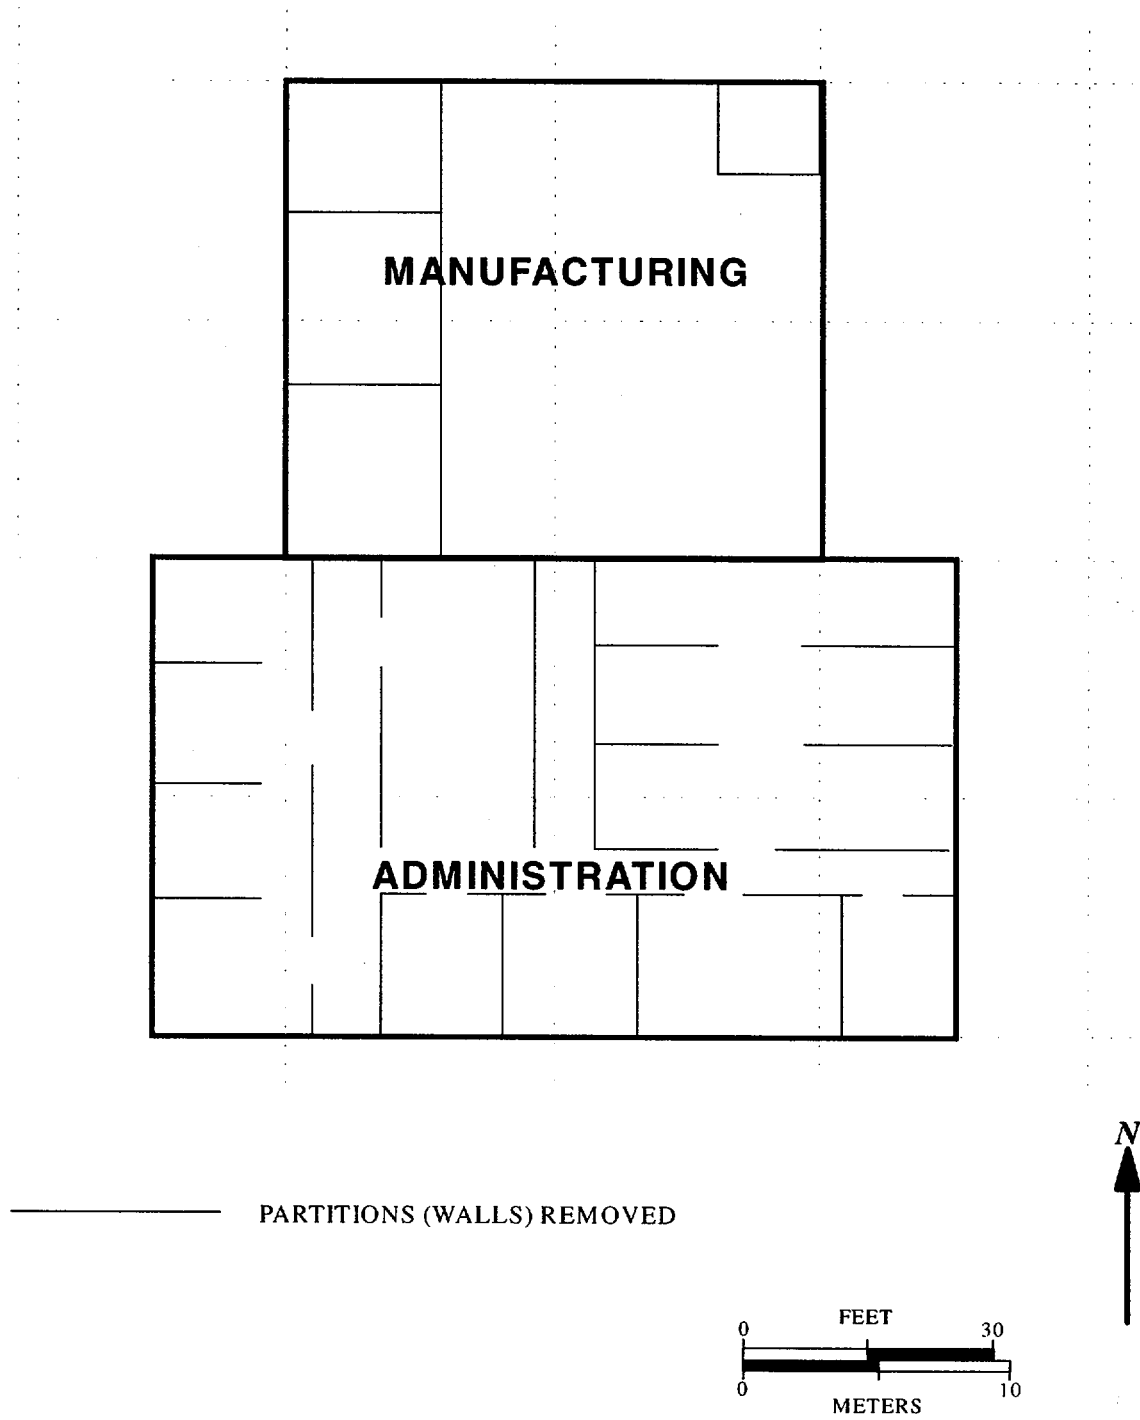 MANUFACTURING
ADMINISTRATION
N
PARTITIONS (WALLS) REMOVED
FEET
0 30
0 10
METERS